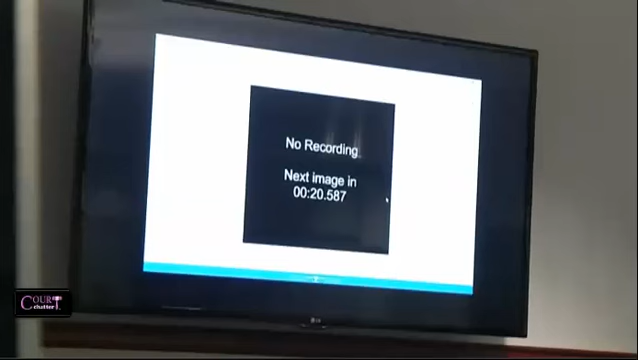 No Recording
Next image in
00:20.587
LG
COURT
chatter